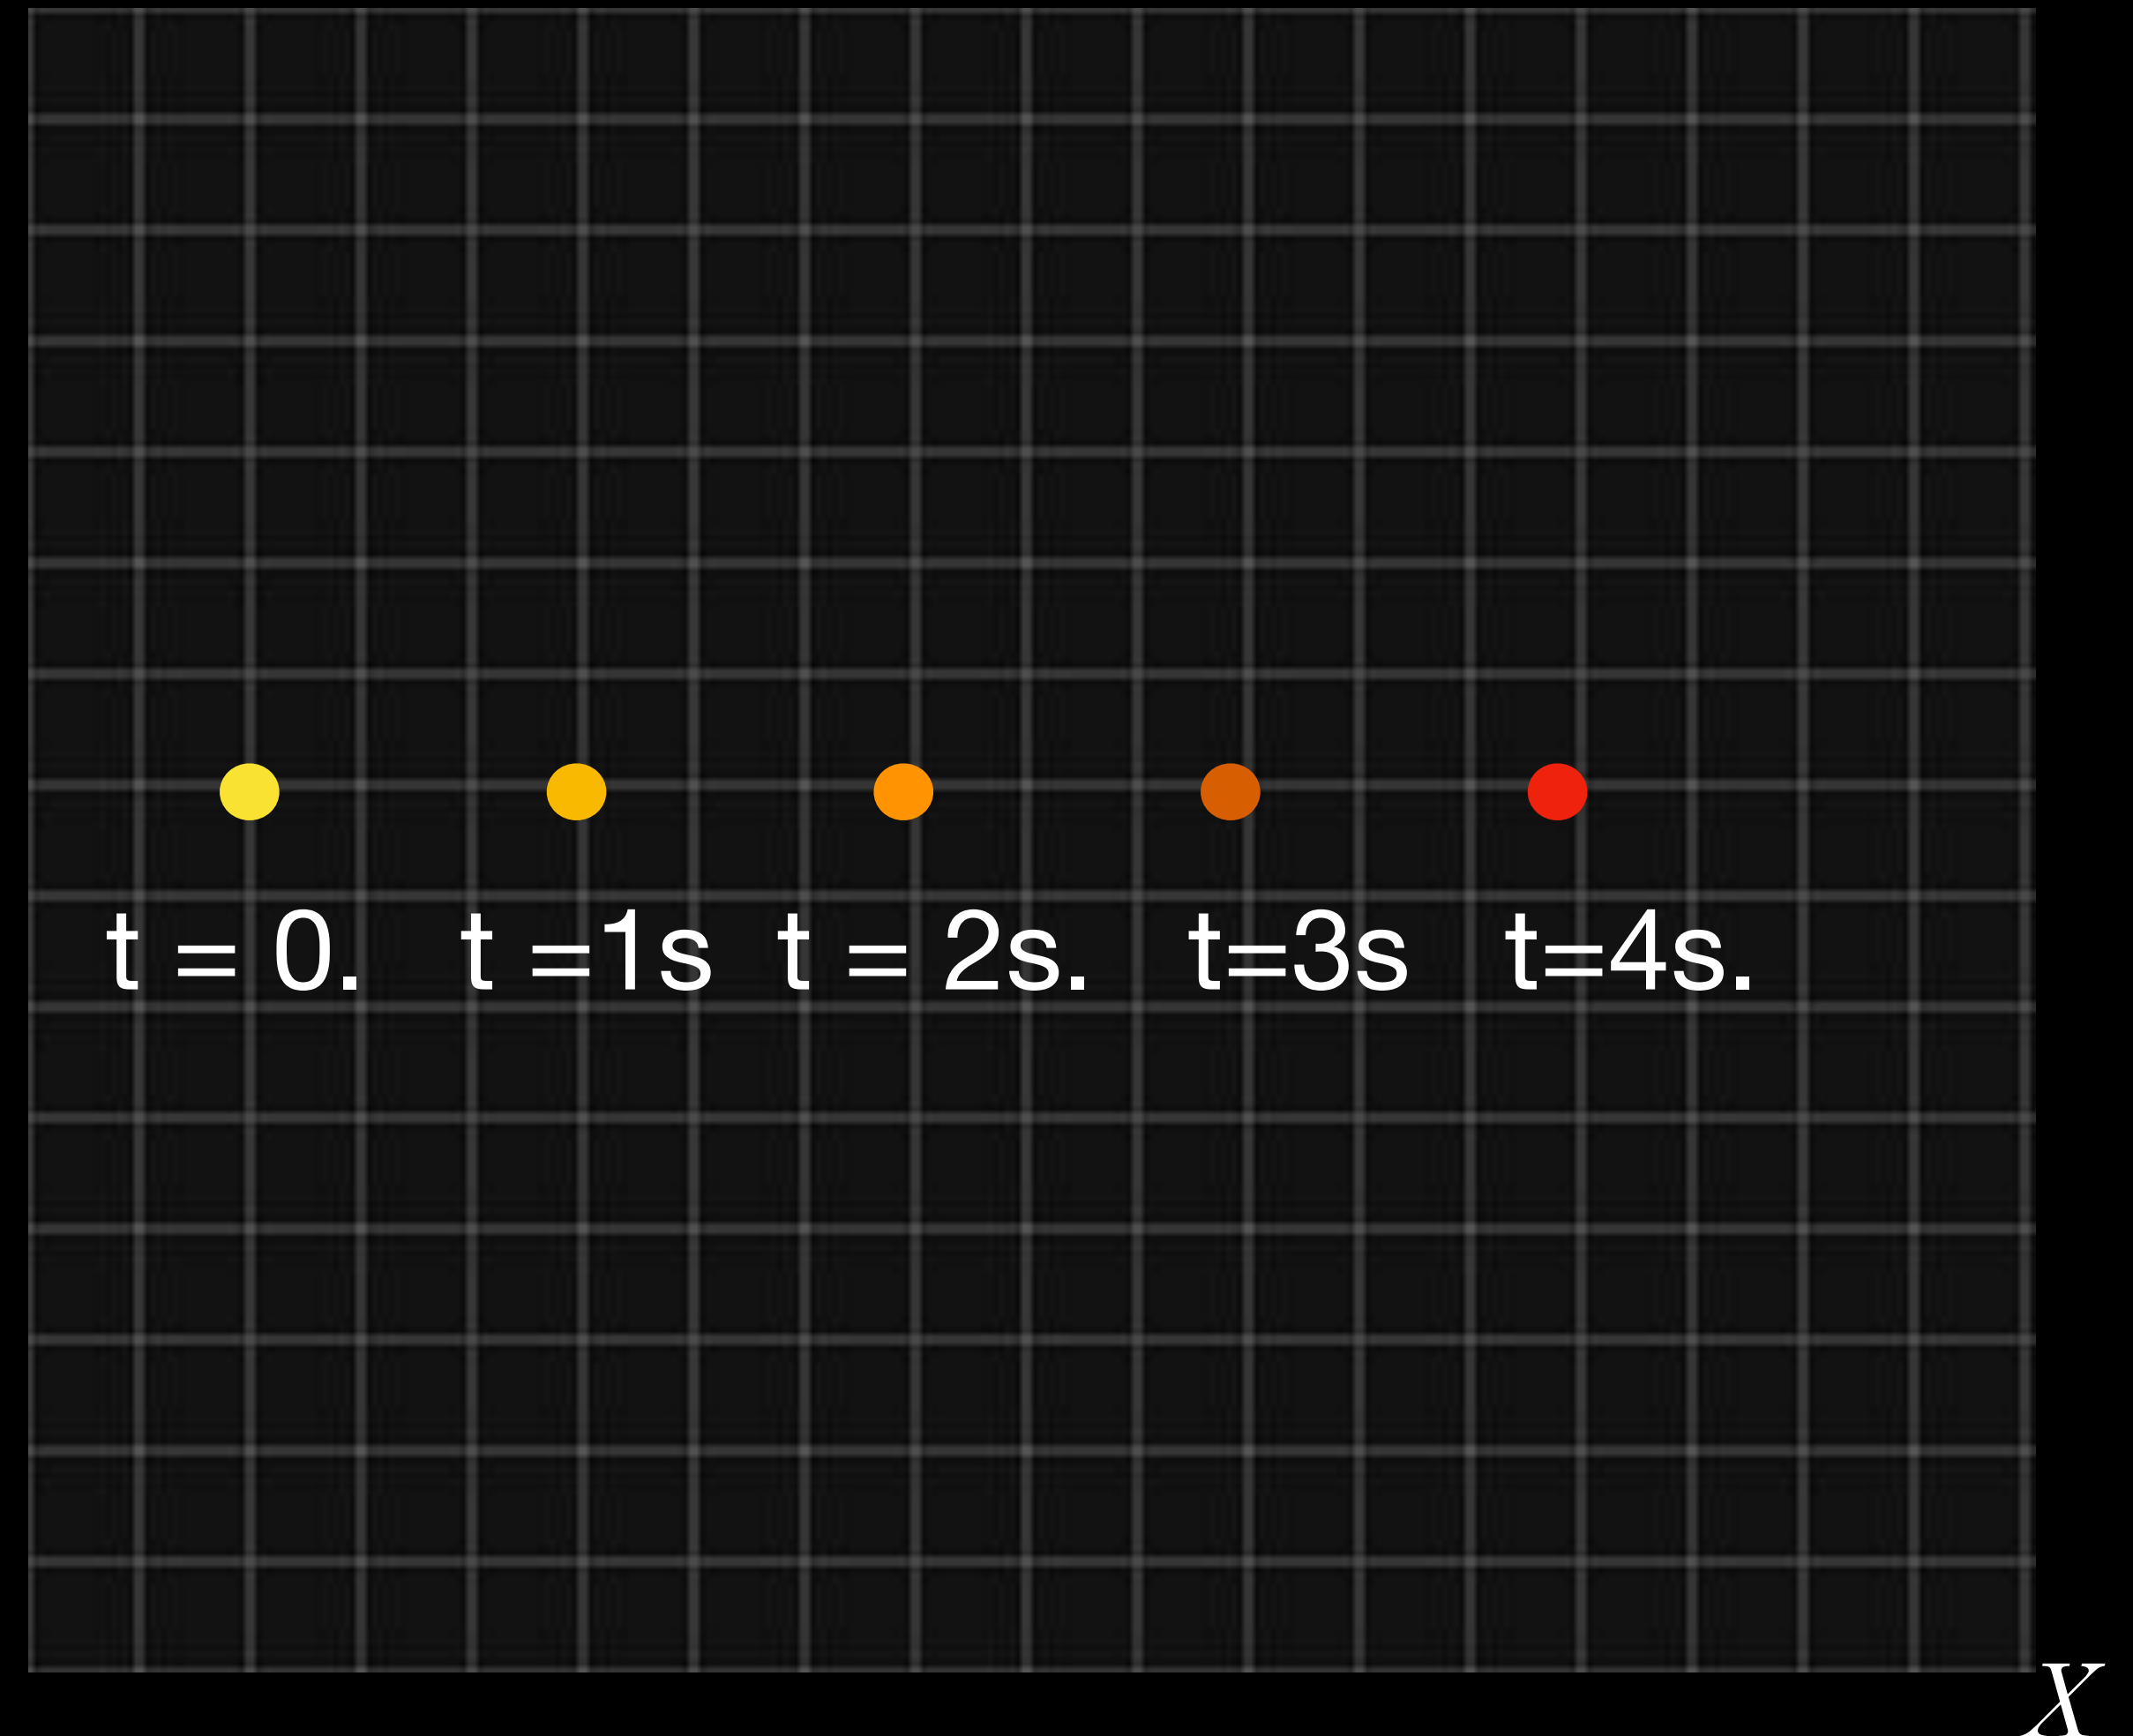 t = 0. t =1s t = 2s. t=3s t=4s.
X